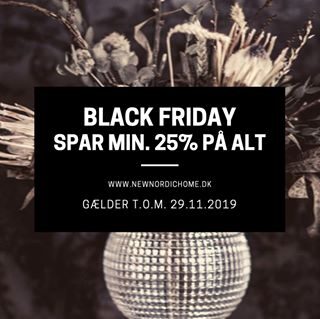 BLACK FRIDAY
SPAR MIN. 25% PÅ ALT
WWW.NEWNORDICHOME.DK
GÆLDER T.O.M. 29.11.2019